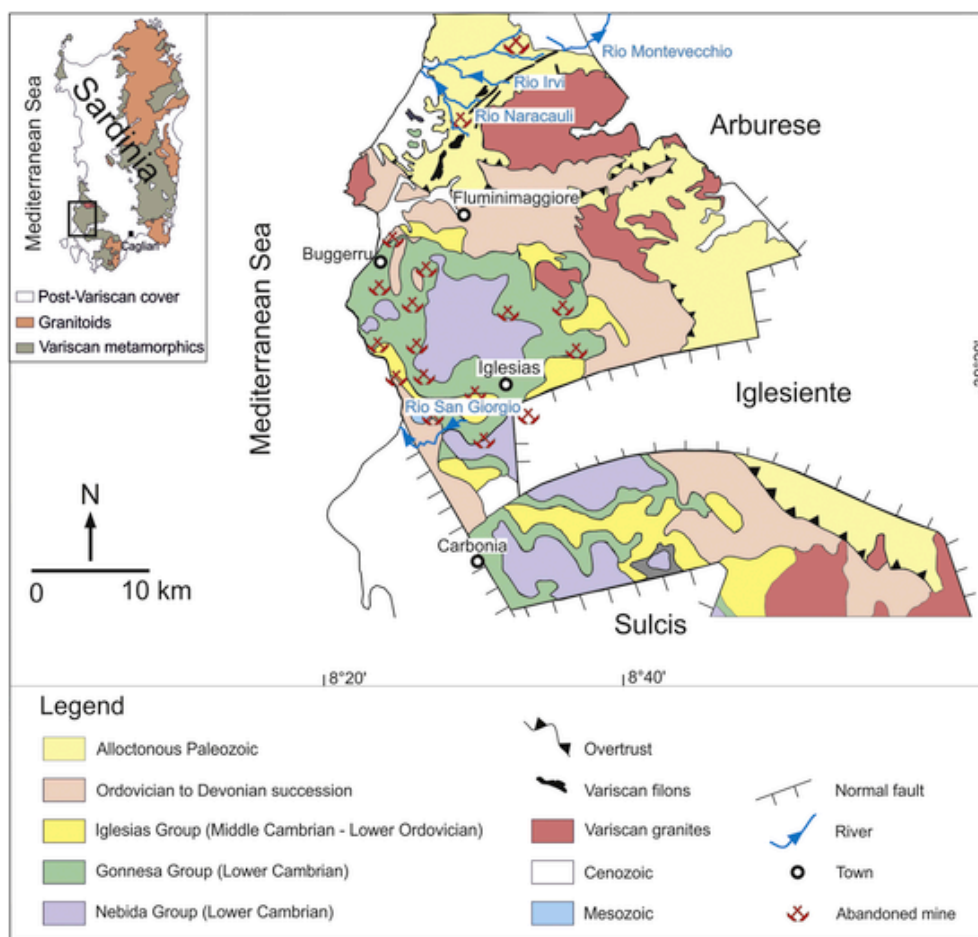 Mediterranean Sea
Sardinia
Cagliari
Post-Variscan cover
Granitoids
Variscan metamorphics
Rio Montevecchio
Rio Irvi
Rio Naracauli
Arburese
Fluminimaggiore
Buggerru
Mediterranean Sea
Iglesias
Iglesiente
Rio San Giorgio
N
0 10 km
Carbonia
Sulcis
8°20'
8°40'
Legend
Alloctonous Paleozoic
Ordovician to Devonian succession
Iglesias Group (Middle Cambrian - Lower Ordovician)
Gonnesa Group (Lower Cambrian)
Nebida Group (Lower Cambrian)
Overtrust
Variscan filons
Variscan granites
Cenozoic
Mesozoic
Normal fault
River
Town
Abandoned mine